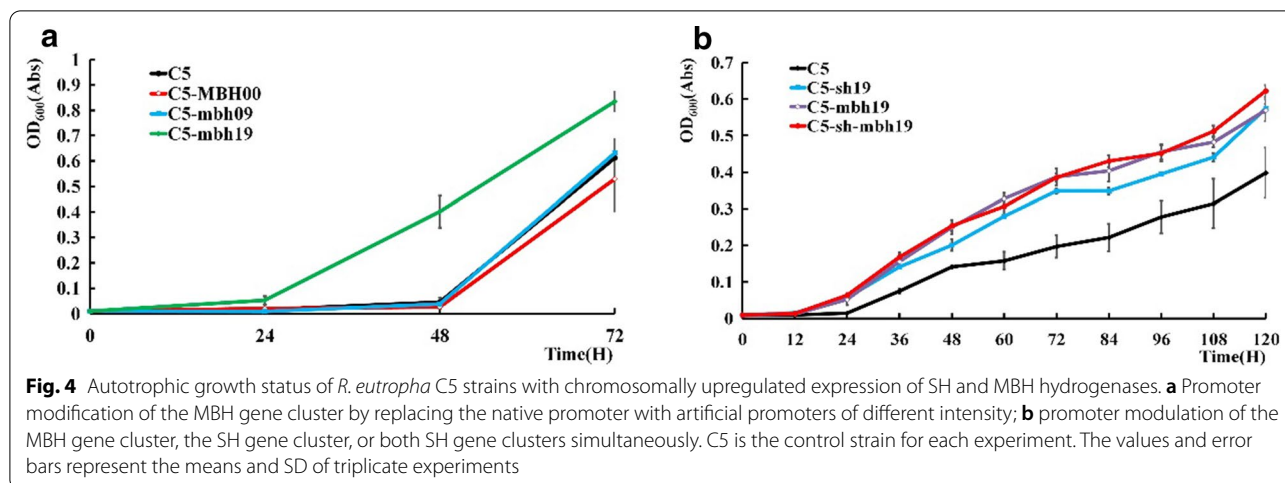 a
OD600(Abs)
1
0.9
0.8
0.7
0.6
0.5
0.4
0.3
0.2
0.1
0
C5
C5-MBH00
C5-mbh09
C5-mbh19
0 24 48 72
Time(H)
b
OD600(Abs)
0.7
0.6
0.5
0.4
0.3
0.2
0.1
0
C5
C5-sh19
C5-mbh19
C5-sh-mbh19
0 12 24 36 48 60 72 84 96 108 120
Time(H)
Fig. 4 Autotrophic growth status of R. eutropha C5 strains with chromosomally upregulated expression of SH and MBH hydrogenases. a Promoter
modification of the MBH gene cluster by replacing the native promoter with artificial promoters of different intensity; b promoter modulation of the
MBH gene cluster, the SH gene cluster, or both SH gene clusters simultaneously. C5 is the control strain for each experiment. The values and error
bars represent the means and SD of triplicate experiments